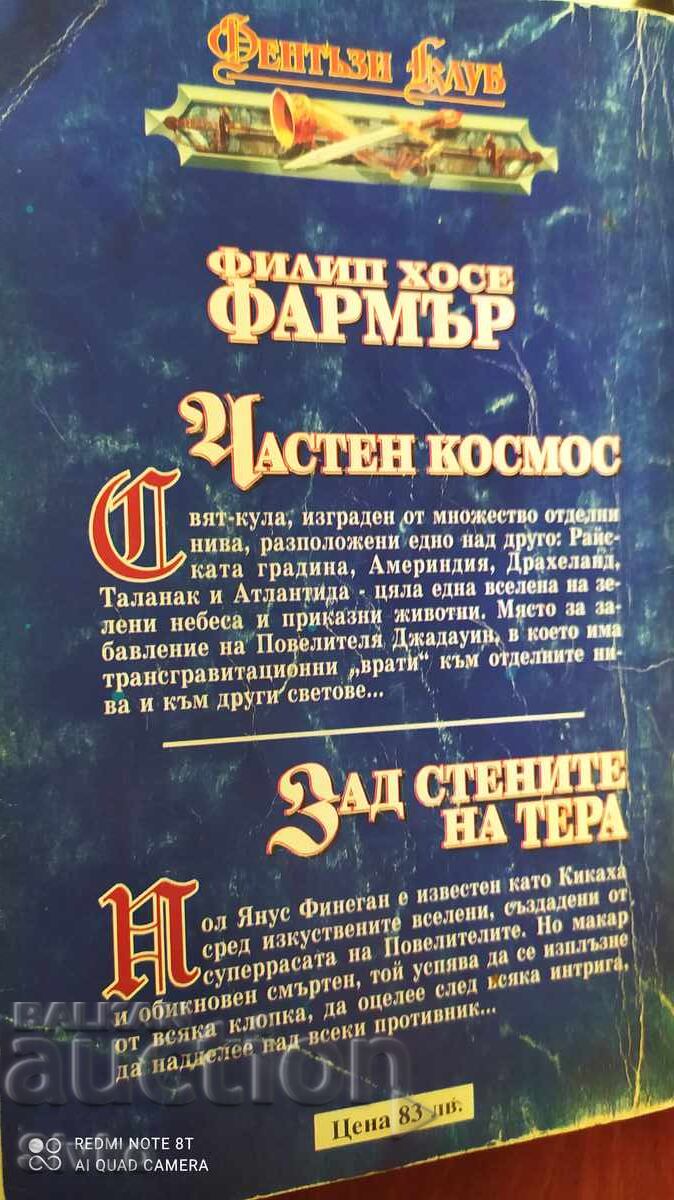 Фентъзи Клуб
ФИЛИП ХОСЕ
ФАРМЪР
ЧАСТЕН КОСМОС
Свят-кула, изграден от множество отделни
нива, разположени едно над друго: Райс-
ката градина, Америндия, Драхеланд,
Таланак и Атлантида - цяла една вселена на зе-
лени небеса и приказни животни. Място за за-
бавление на Повелителя Джадауин, в което има
трансгравитационни „врати“ към отделните ни-
ва и към други светове...
ЗАД СТЕНИТЕ
НА ТЕРА
Пол Янус Финеган е известен като Кикаха
сред изкуствените вселени, създадени от
суперрасата на Повелителите. Но макар
и обикновен смъртен, той успява да се изплъзне
от всяка клопка, да оцелее след всяка интрига,
да надделее над всеки противник...
Цена 83 лв.
BALKAN
auction
REDMI NOTE 8T
AI QUAD CAMERA